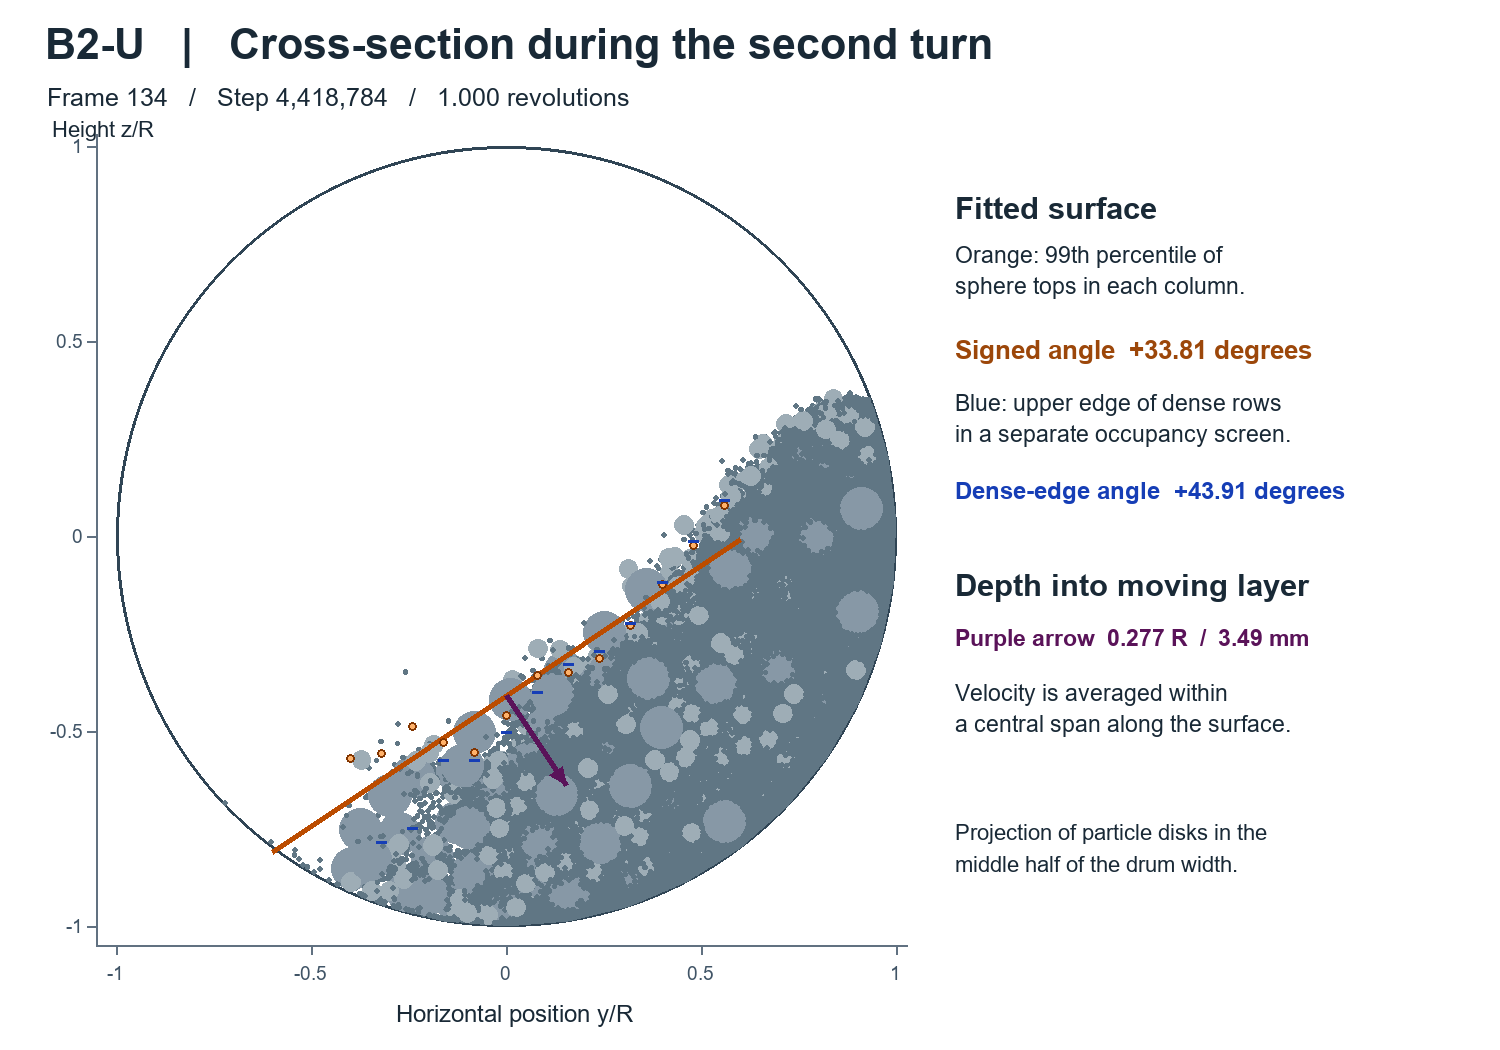 B2-U | Cross-section during the second turn
Frame 134 / Step 4,418,784 / 1.000 revolutions
Height z/R
1
0.5
0
-0.5
-1
-1
-0.5
0
0.5
1
Horizontal position y/R
Fitted surface
Orange: 99th percentile of
sphere tops in each column.
Signed angle +33.81 degrees
Blue: upper edge of dense rows
in a separate occupancy screen.
Dense-edge angle +43.91 degrees
Depth into moving layer
Purple arrow 0.277 R / 3.49 mm
Velocity is averaged within
a central span along the surface.
Projection of particle disks in the
middle half of the drum width.